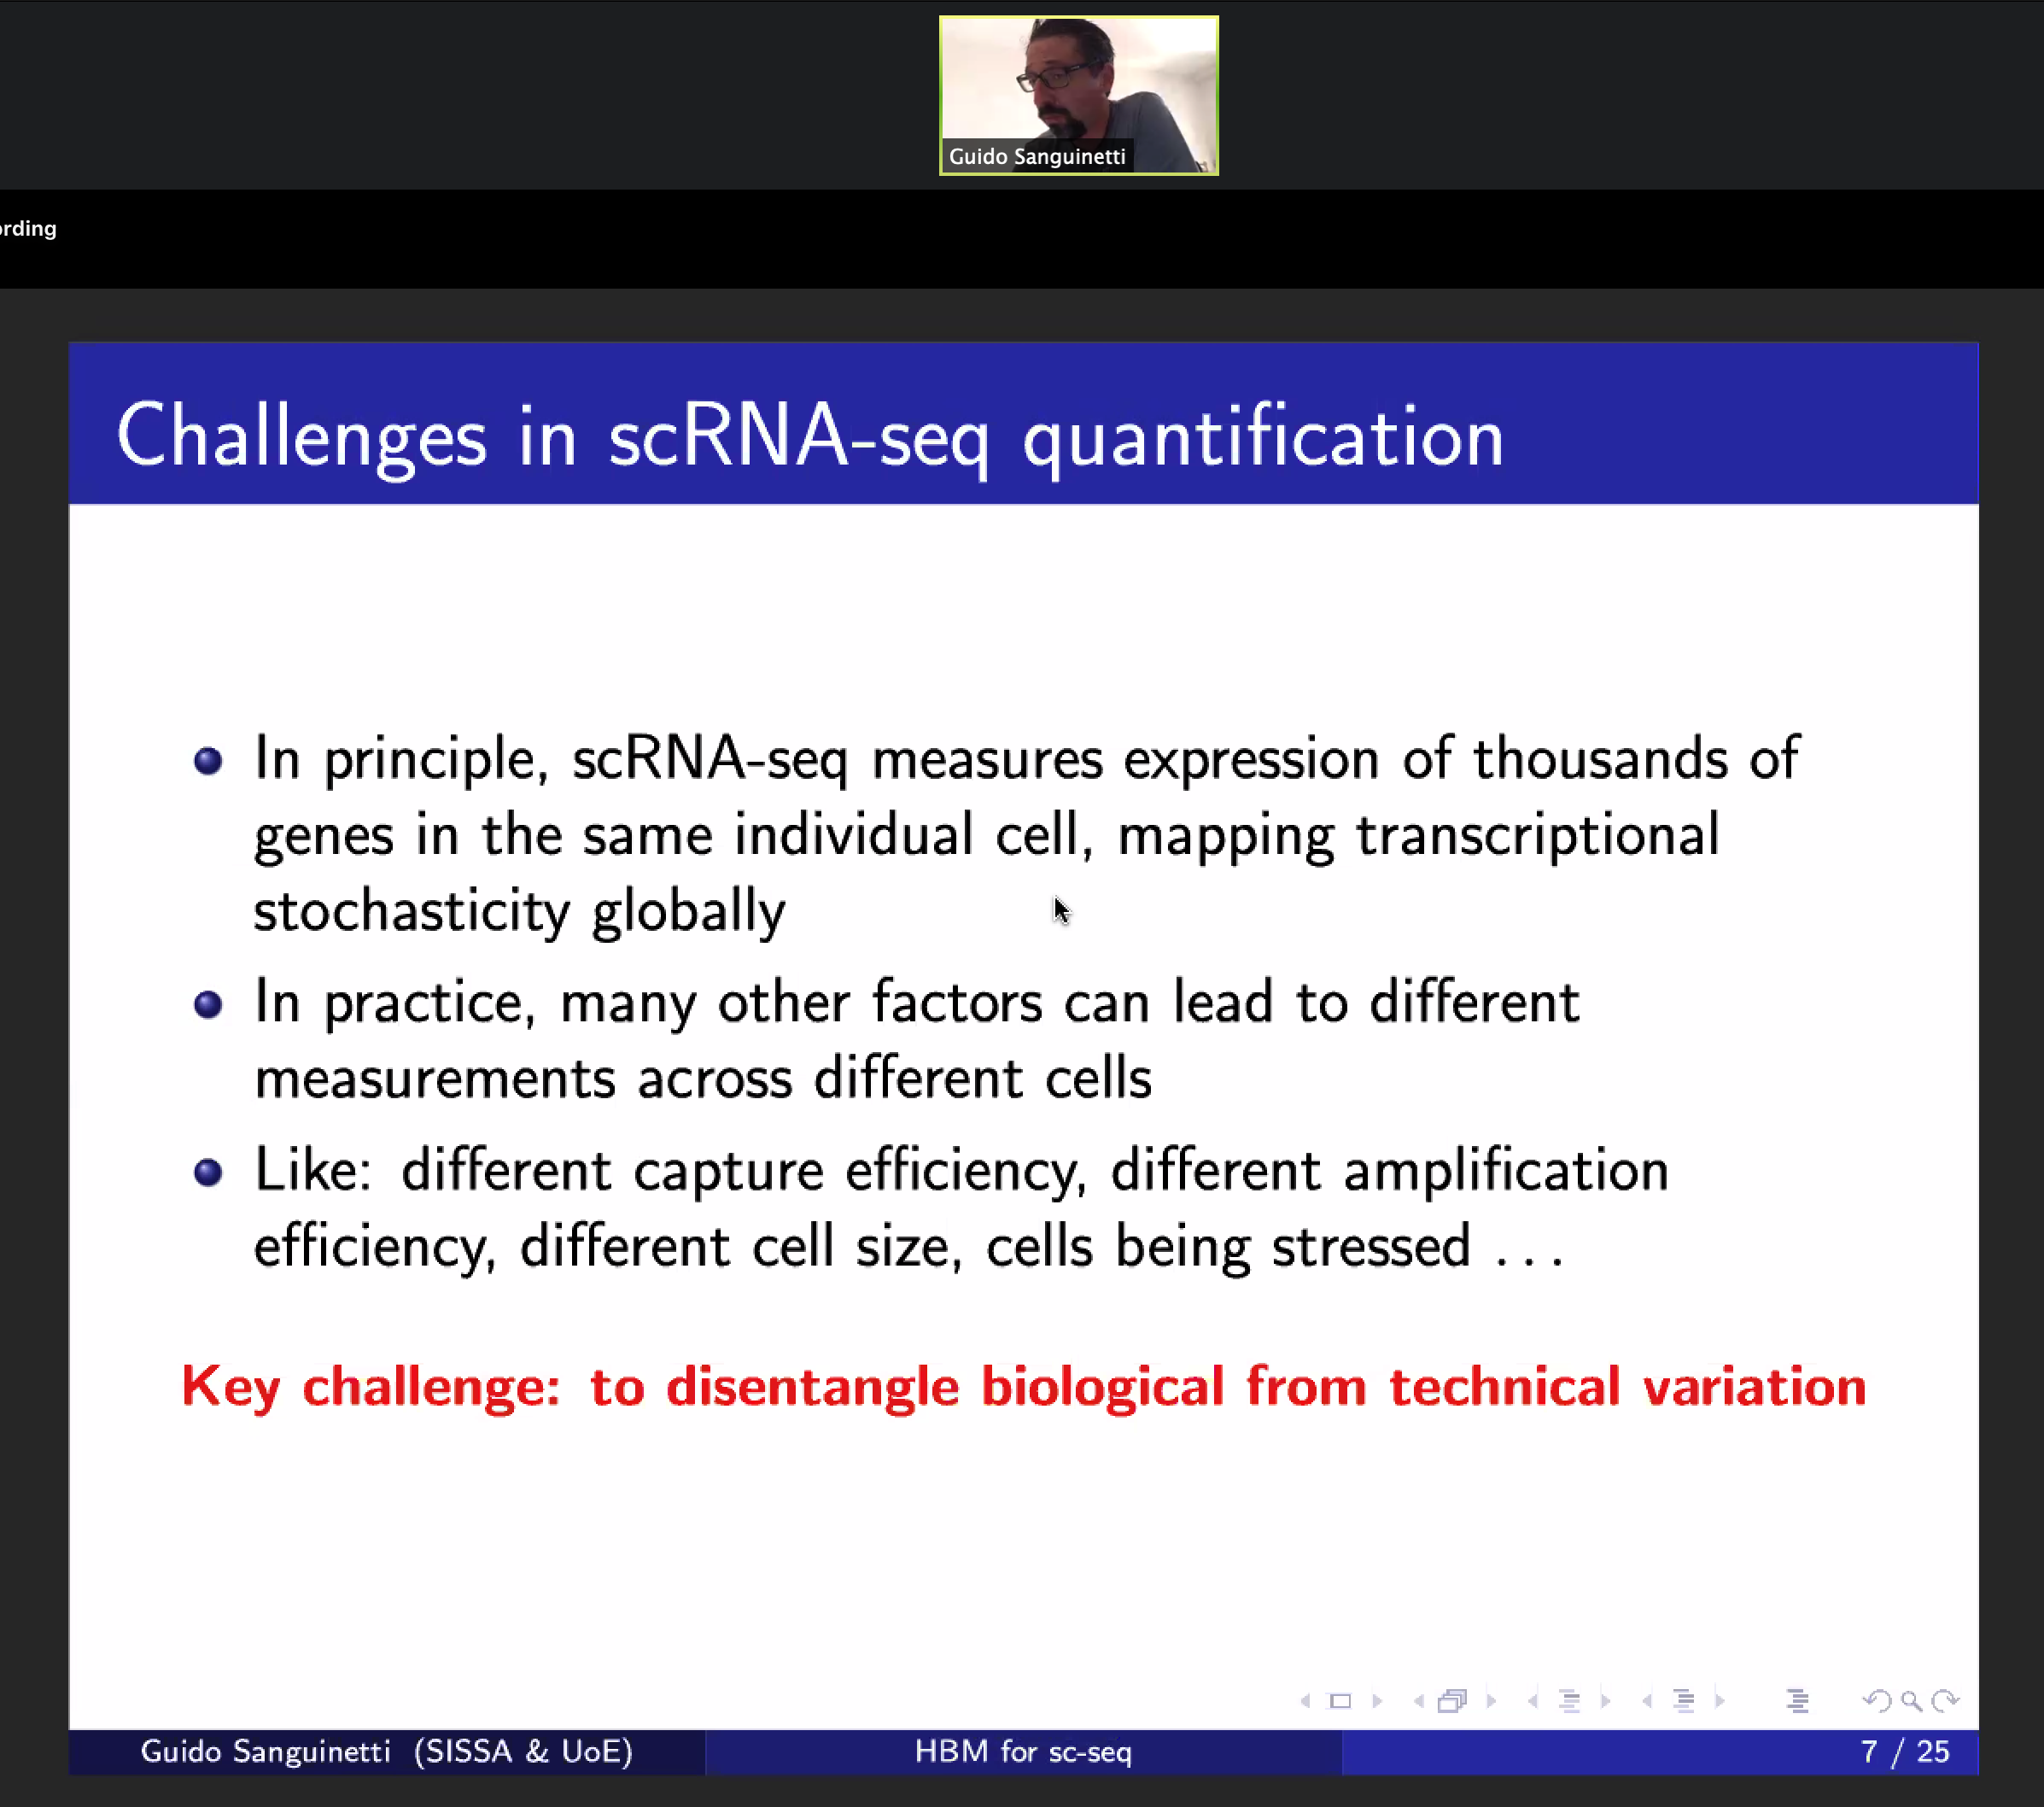 Guido Sanguinetti
ording
Challenges in scRNA-seq quantification
In principle, scRNA-seq measures expression of thousands of
genes in the same individual cell, mapping transcriptional
stochasticity globally
In practice, many other factors can lead to different
measurements across different cells
Like: different capture efficiency, different amplification
efficiency, different cell size, cells being stressed . . .
Key challenge: to disentangle biological from technical variation
Guido Sanguinetti (SISSA & UoE)
HBM for sc-seq
7 / 25